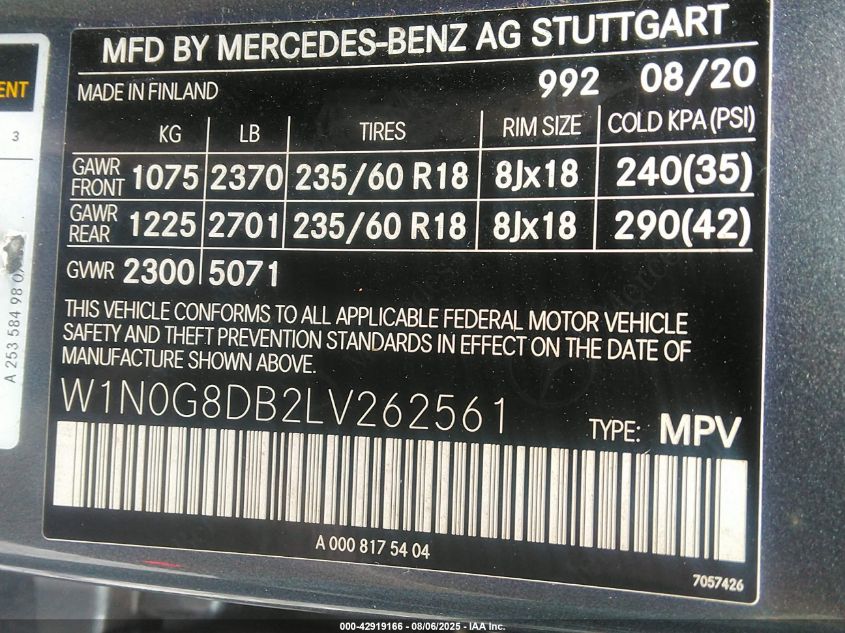 MFD BY MERCEDES-BENZ AG STUTTGART
MADE IN FINLAND 992 08/20
KG LB TIRES RIM SIZE COLD KPA (PSI)
GAWR FRONT 1075 2370 235/60 R18 8Jx18 240(35)
GAWR REAR 1225 2701 235/60 R18 8Jx18 290(42)
GVWR 2300 5071
THIS VEHICLE CONFORMS TO ALL APPLICABLE FEDERAL MOTOR VEHICLE
SAFETY AND THEFT PREVENTION STANDARDS IN EFFECT ON THE DATE OF
MANUFACTURE SHOWN ABOVE.
W1N0G8DB2LV262561 TYPE: MPV
A 000 817 54 04
7057426
3
A 253 584 98
000-42919166 - 08/06/2025 - IAA Inc.